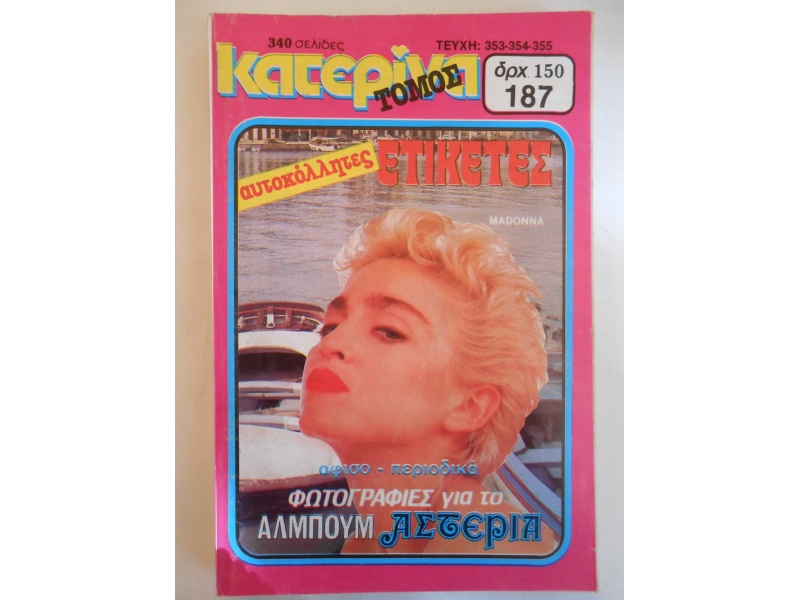 340 σελίδες
ΤΕΥΧΗ: 353-354-355
κατερίνα
ΤΟΜΟΣ
δρχ. 150
187
αυτοκόλλητες
ΕΤΙΚΕΤΕΣ
MADONNA
αφισο - περιοδικά
ΦΩΤΟΓΡΑΦΙΕΣ για το
ΑΛΜΠΟΥΜ ΑΣΤΕΡΙΑ